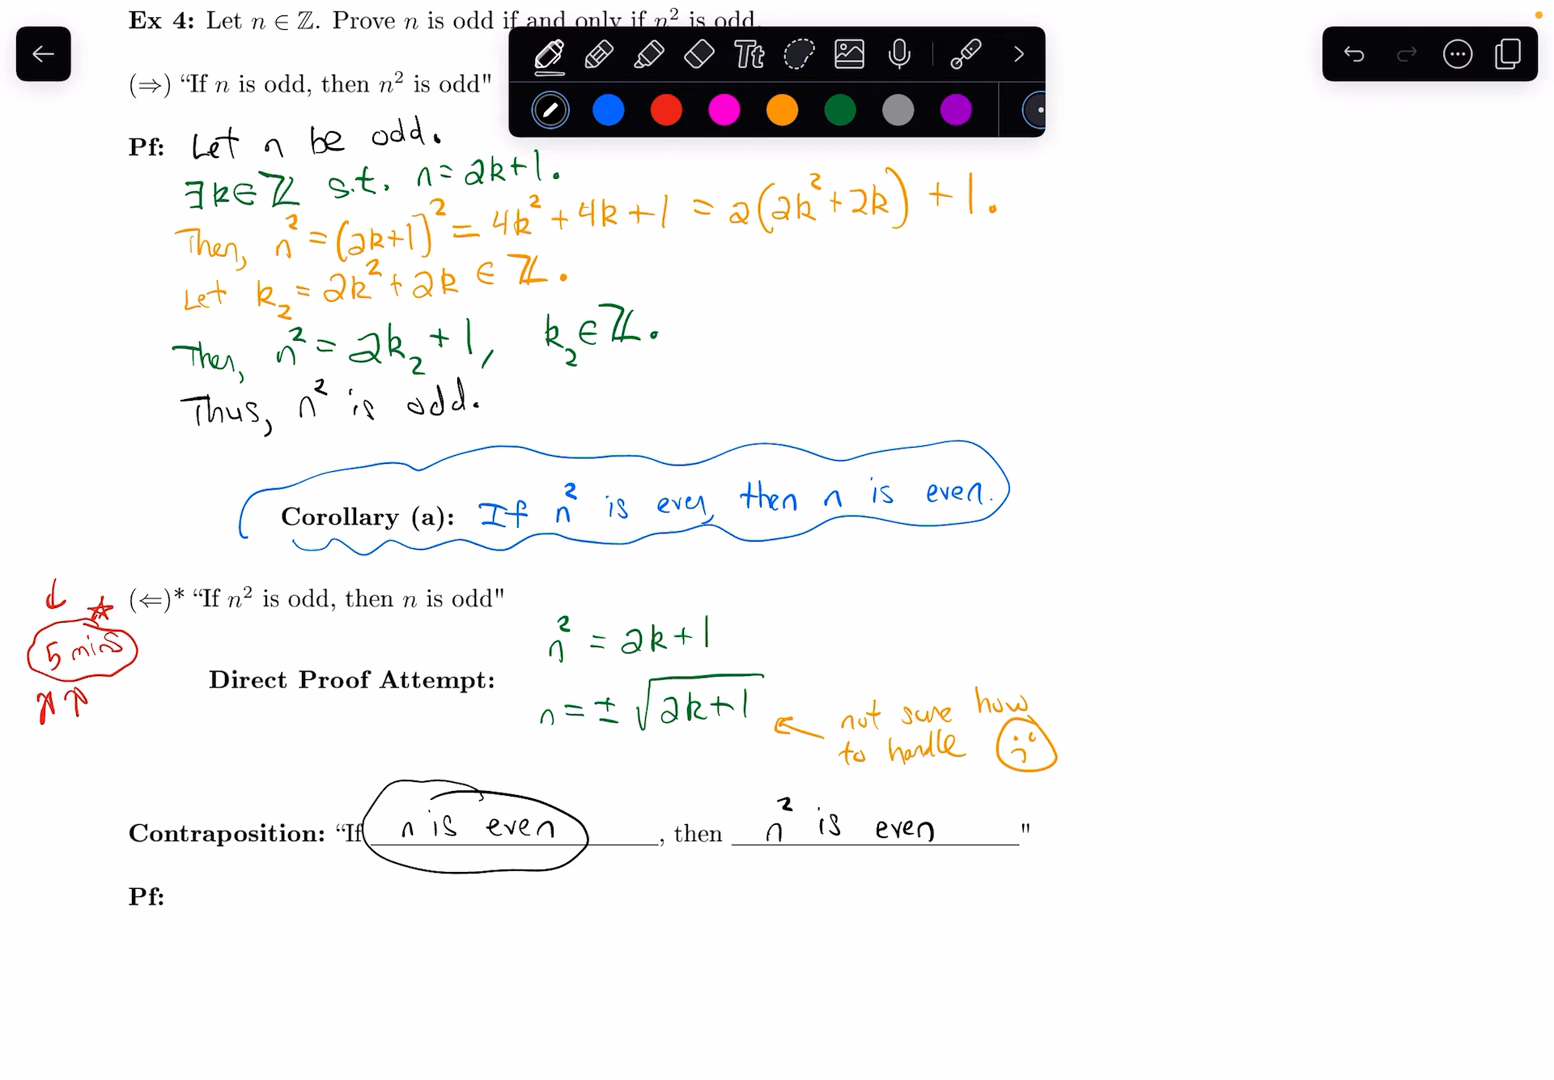 Ex 4: Let n ∈ ℤ. Prove n is odd if and only if n² is odd.
Tt
(⇒) “If n is odd, then n² is odd"
Pf: Let n be odd.
∃k∈ℤ s.t. n=2k+1.
Then, n² = (2k+1)² = 4k² + 4k + 1 = 2(2k² + 2k) + 1.
Let k₂ = 2k² + 2k ∈ ℤ.
Then, n² = 2k₂ + 1, k₂ ∈ ℤ.
Thus, n² is odd.
Corollary (a): If n² is even, then n is even.
(⇐)* “If n² is odd, then n is odd"
5 mins
n² = 2k+1
Direct Proof Attempt:
n = ± √(2k+1) ← not sure how
to handle
Contraposition: “If n is even, then n² is even"
Pf: